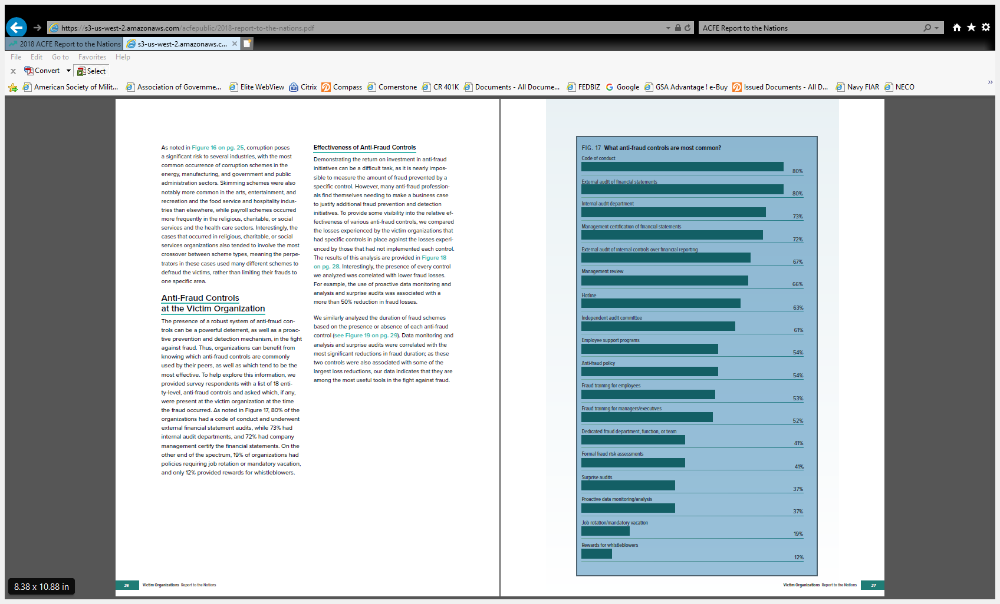 https://s3-us-west-2.amazonaws.com/acfepublic/2018-report-to-the-nations.pdf
ACFE Report to the Nations
2018 ACFE Report to the Nations
s3-us-west-2.amazonaws.c...
File Edit Go to Favorites Help
x Convert Select
American Society of Milit... Association of Governme... Elite WebView Citrix Compass Cornerstone CR 401K Documents - All Docume... FEDBIZ Google GSA Advantage ! e-Buy Issued Documents - All D... Navy FIAR NECO
As noted in Figure 16 on pg. 25, corruption poses
a significant risk to several industries, with the most
common occurrence of corruption schemes in the
energy, manufacturing, and government and public
administration sectors. Skimming schemes were also
notably more common in the arts, entertainment, and
recreation and the food service and hospitality indus-
tries than elsewhere, while payroll schemes occurred
more frequently in the religious, charitable, or social
services and the health care sectors. Interestingly, the
cases that occurred in religious, charitable, or social
services organizations also tended to involve the most
crossover between scheme types, meaning the perpe-
trators in these cases used many different schemes to
defraud the victims, rather than limiting their frauds to
one specific area.
Anti-Fraud Controls
at the Victim Organization
The presence of a robust system of anti-fraud con-
trols can be a powerful deterrent, as well as a proac-
tive prevention and detection mechanism, in the fight
against fraud. Thus, organizations can benefit from
knowing which anti-fraud controls are commonly
used by their peers, as well as which tend to be the
most effective. To help explore this information, we
provided survey respondents with a list of 18 enti-
ty-level, anti-fraud controls and asked which, if any,
were present at the victim organization at the time
the fraud occurred. As noted in Figure 17, 80% of the
organizations had a code of conduct and underwent
external financial statement audits, while 73% had
internal audit departments, and 72% had company
management certify the financial statements. On the
other end of the spectrum, 19% of organizations had
policies requiring job rotation or mandatory vacation,
and only 12% provided rewards for whistleblowers.
Effectiveness of Anti-Fraud Controls
Demonstrating the return on investment in anti-fraud
initiatives can be a difficult task, as it is nearly impos-
sible to measure the amount of fraud prevented by a
specific control. However, many anti-fraud profession-
als find themselves needing to make a business case
to justify additional fraud prevention and detection
initiatives. To provide some visibility into the relative ef-
fectiveness of various anti-fraud controls, we compared
the losses experienced by the victim organizations that
had specific controls in place against the losses experi-
enced by those that had not implemented each control.
The results of this analysis are provided in Figure 18
on pg. 28. Interestingly, the presence of every control
we analyzed was correlated with lower fraud losses.
For example, the use of proactive data monitoring and
analysis and surprise audits was associated with a
more than 50% reduction in fraud losses.
We similarly analyzed the duration of fraud schemes
based on the presence or absence of each anti-fraud
control (see Figure 19 on pg. 29). Data monitoring and
analysis and surprise audits were correlated with the
most significant reductions in fraud duration; as these
two controls were also associated with some of the
largest loss reductions, our data indicates that they are
among the most useful tools in the fight against fraud.
FIG. 17 What anti-fraud controls are most common?
Code of conduct
80%
External audit of financial statements
80%
Internal audit department
73%
Management certification of financial statements
72%
External audit of internal controls over financial reporting
67%
Management review
66%
Hotline
63%
Independent audit committee
61%
Employee support programs
54%
Anti-fraud policy
54%
Fraud training for employees
53%
Fraud training for managers/executives
52%
Dedicated fraud department, function, or team
41%
Formal fraud risk assessments
41%
Surprise audits
37%
Proactive data monitoring/analysis
37%
Job rotation/mandatory vacation
19%
Rewards for whistleblowers
12%
8.38 x 10.88 in
26 Victim Organizations Report to the Nations
Victim Organizations Report to the Nations 27